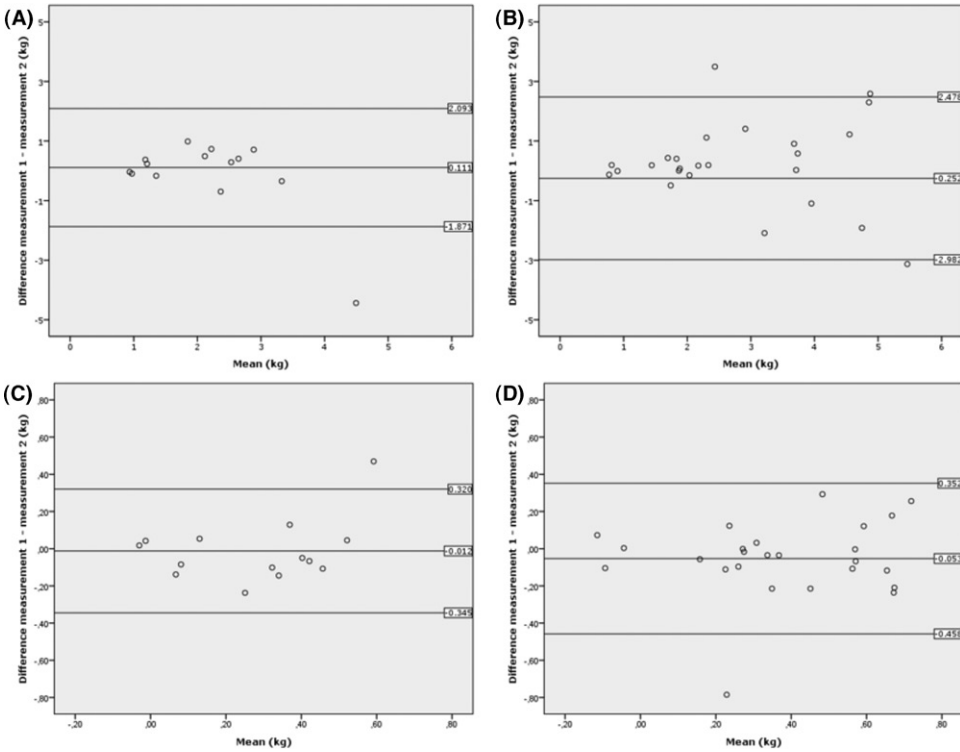 (A)
Difference measurement 1 - measurement 2 (kg)
5
3
1
-1
-3
-5
2.093
0.111
-1.871
0 1 2 3 4 5 6
Mean (kg)
(B)
Difference measurement 1 - measurement 2 (kg)
5
3
1
-1
-3
-5
2.478
-0.252
-2.982
0 1 2 3 4 5 6
Mean (kg)
(C)
Difference measurement 1 - measurement 2 (kg)
,80
,60
,40
,20
,00
-,20
-,40
-,60
-,80
0.320
-0.012
-0.345
-,20 ,00 ,20 ,40 ,60 ,80
Mean (kg)
(D)
Difference measurement 1 - measurement 2 (kg)
,80
,60
,40
,20
,00
-,20
-,40
-,60
-,80
0.352
-0.053
-0.458
-,20 ,00 ,20 ,40 ,60 ,80
Mean (kg)